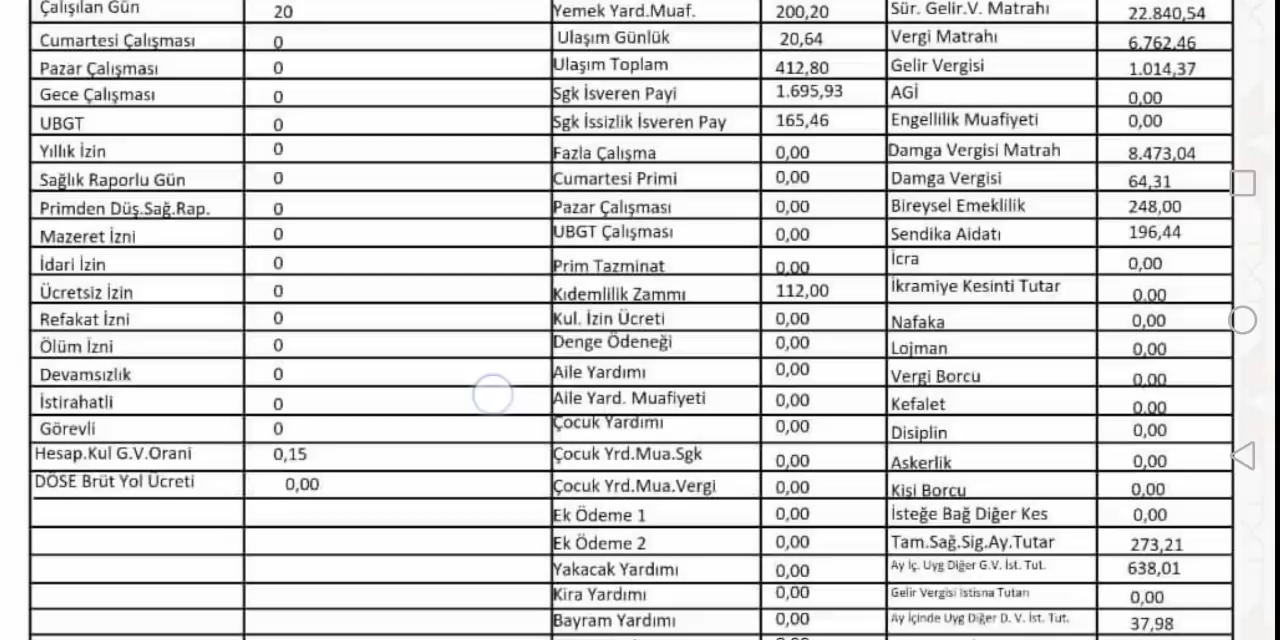 Çalışılan Gün 20 Yemek Yard.Muaf. 200,20 Sür. Gelir.V. Matrahı 22.840,54
Cumartesi Çalışması 0 Ulaşım Günlük 20,64 Vergi Matrahı 6.762,46
Pazar Çalışması 0 Ulaşım Toplam 412,80 Gelir Vergisi 1.014,37
Gece Çalışması 0 Sgk İsveren Payi 1.695,93 AGİ 0,00
UBGT 0 Sgk İssizlik İsveren Pay 165,46 Engellilik Muafiyeti 0,00
Yıllık İzin 0 Fazla Çalışma 0,00 Damga Vergisi Matrah 8.473,04
Sağlık Raporlu Gün 0 Cumartesi Primi 0,00 Damga Vergisi 64,31
Primden Düş.Sağ.Rap. 0 Pazar Çalışması 0,00 Bireysel Emeklilik 248,00
Mazeret İzni 0 UBGT Çalışması 0,00 Sendika Aidatı 196,44
İdari İzin 0 Prim Tazminat 0,00 İcra 0,00
Ücretsiz İzin 0 Kıdemlilik Zammı 112,00 İkramiye Kesinti Tutar 0.00
Refakat İzni 0 Kul. İzin Ücreti 0,00 Nafaka 0,00
Ölüm İzni 0 Denge Ödeneği 0,00 Lojman 0,00
Devamsızlık 0 Aile Yardımı 0,00 Vergi Borcu 0,00
İstirahatli 0 Aile Yard. Muafiyeti 0,00 Kefalet 0,00
Görevli 0 Çocuk Yardımı 0,00 Disiplin 0,00
Hesap.Kul G.V.Orani 0,15 Çocuk Yrd.Mua.Sgk 0,00 Askerlik 0,00
DÖSE Brüt Yol Ücreti 0,00 Çocuk Yrd.Mua.Vergi 0,00 Kişi Borcu 0,00
Ek Ödeme 1 0,00 İsteğe Bağ Diğer Kes 0,00
Ek Ödeme 2 0,00 Tam.Sağ.Sig.Ay.Tutar 273,21
Yakacak Yardımı 0,00 Ay İç. Uyg Diğer G.V. İst. Tut. 638,01
Kira Yardımı 0,00 Gelir Vergisi İstisna Tutarı 0,00
Bayram Yardımı 0,00 Ay İçinde Uyg Diğer D. V. İst. Tut. 37,98